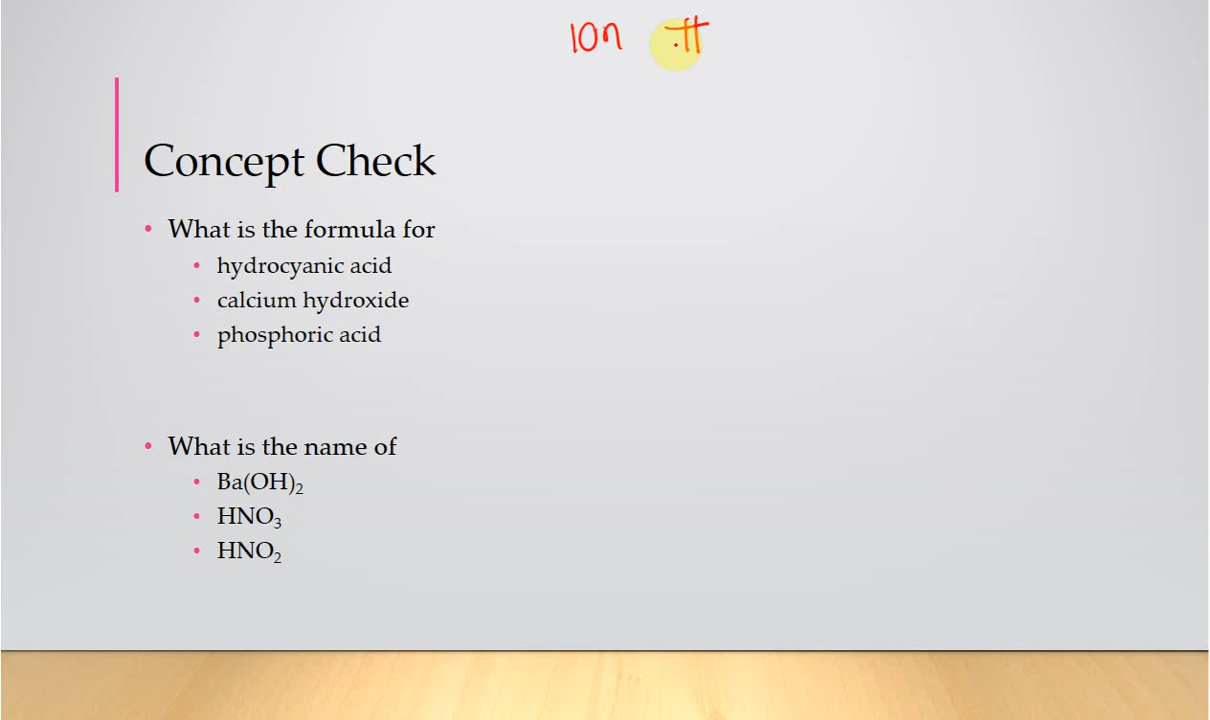 ion
Concept Check
• What is the formula for
• hydrocyanic acid
• calcium hydroxide
• phosphoric acid
• What is the name of
• Ba(OH)₂
• HNO₃
• HNO₂